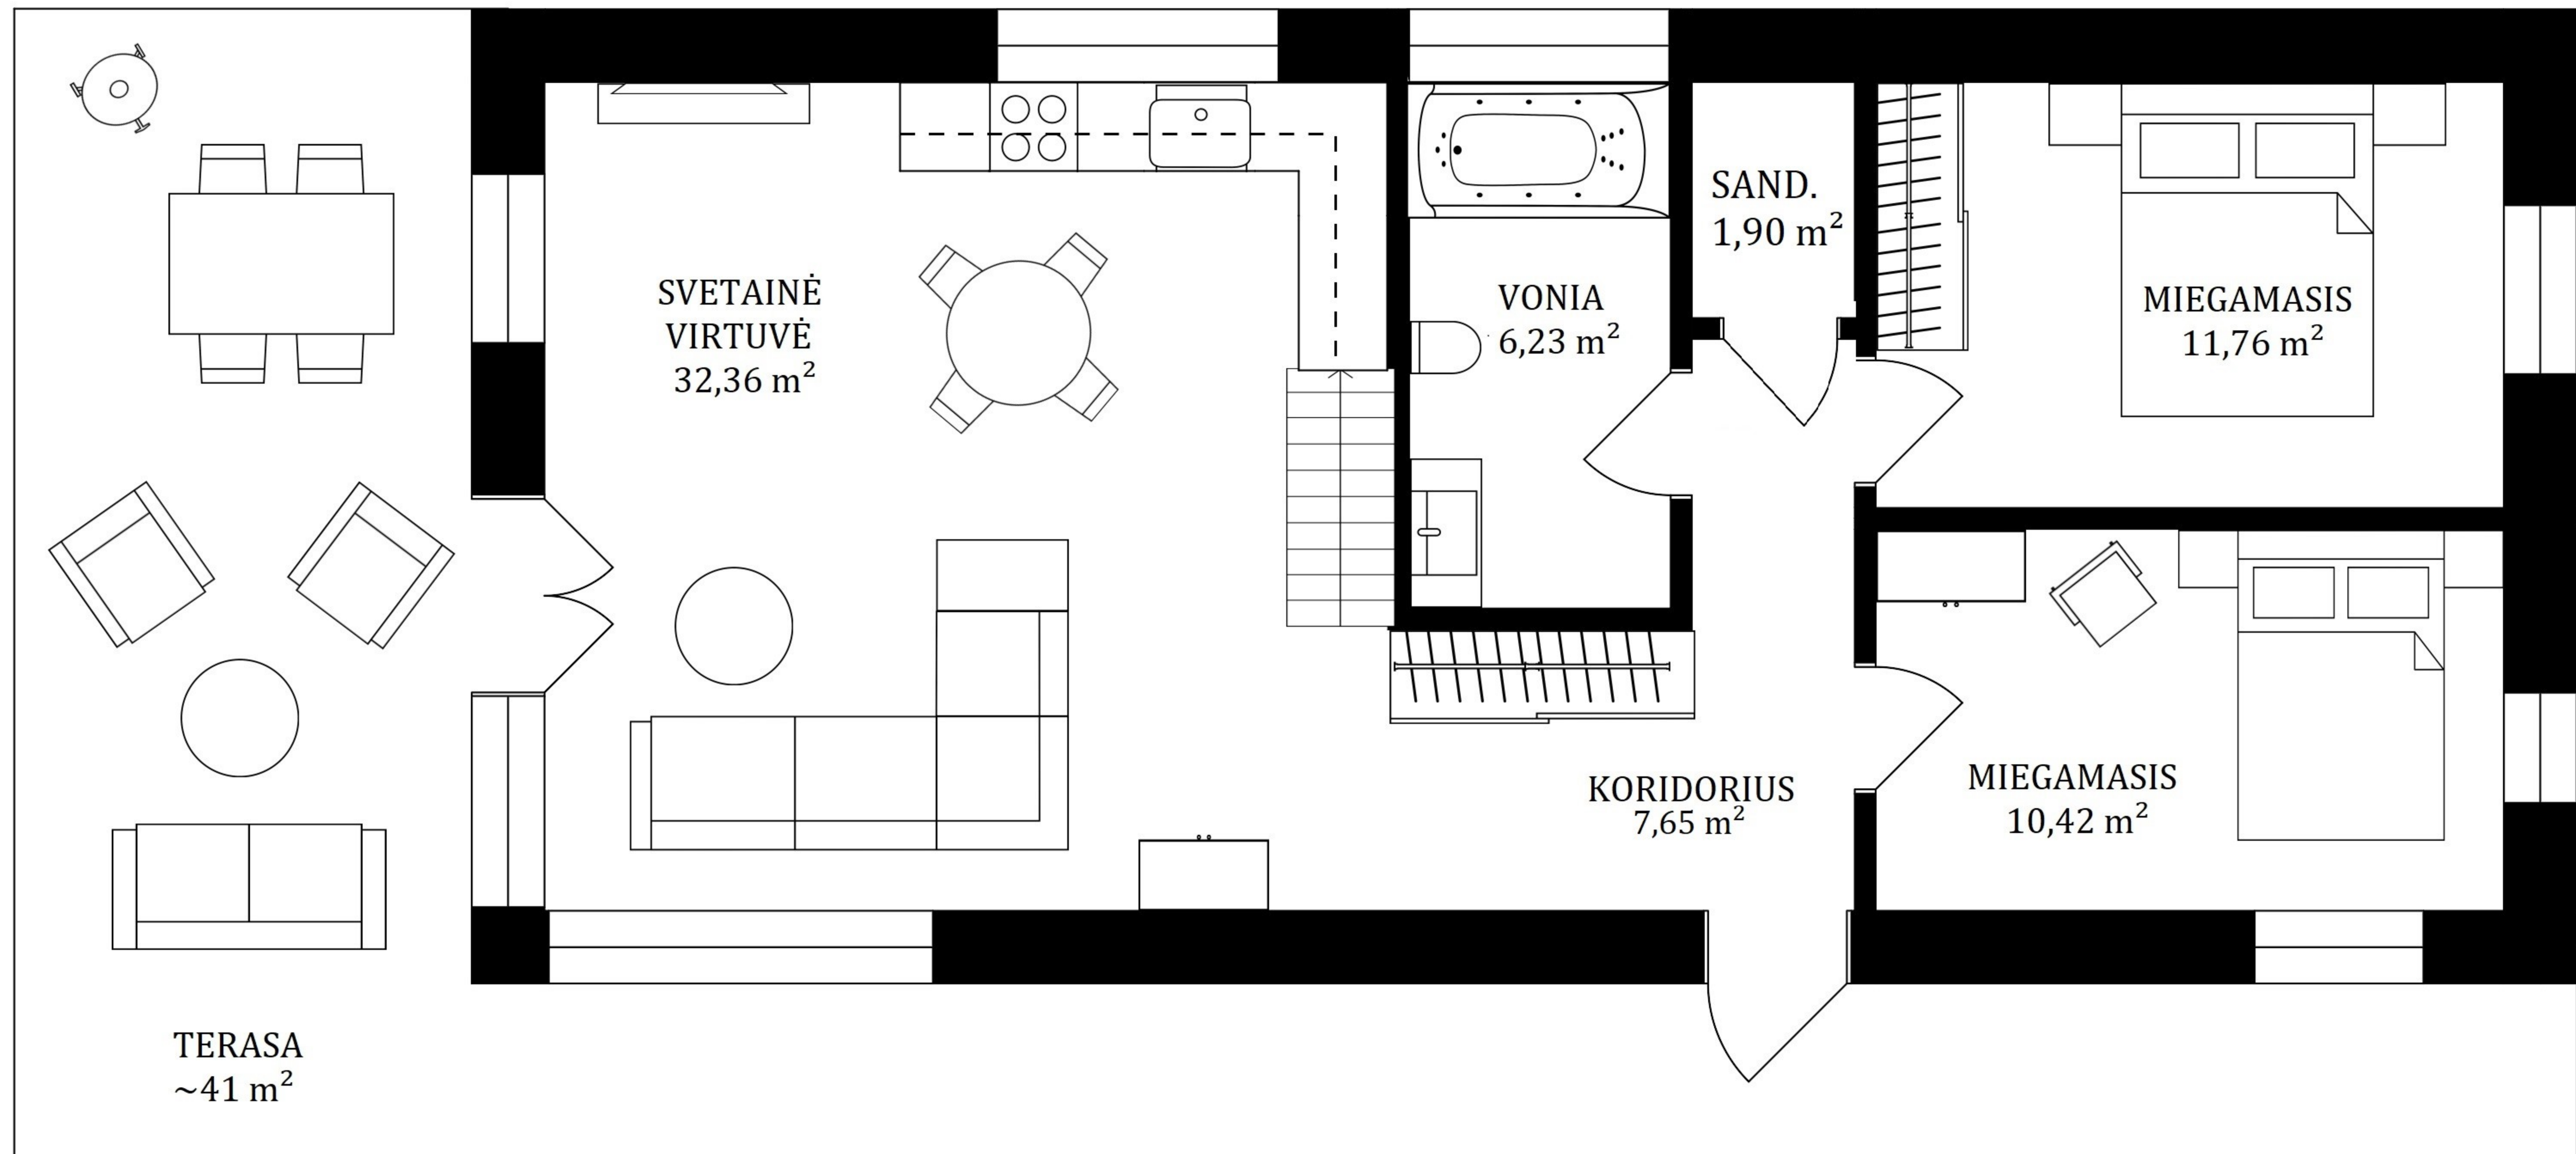 SVETAINĖ
VIRTUVĖ
32,36 m²
VONIA
6,23 m²
SAND.
1,90 m²
MIEGAMASIS
11,76 m²
KORIDORIUS
7,65 m²
MIEGAMASIS
10,42 m²
TERASA
~41 m²